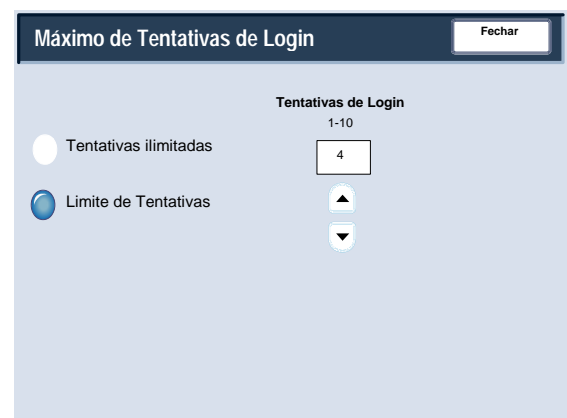 Máximo de Tentativas de Login
Fechar
Tentativas de Login
1-10
Tentativas ilimitadas
4
Limite de Tentativas